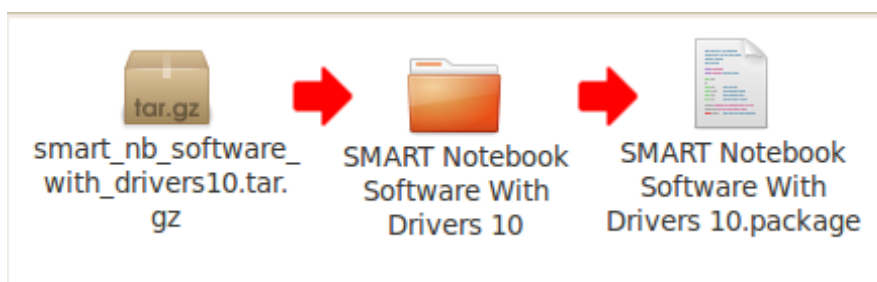 tar.gz
smart_nb_software_
with_drivers10.tar.
gz
SMART Notebook
Software With
Drivers 10
SMART Notebook
Software With
Drivers 10.package